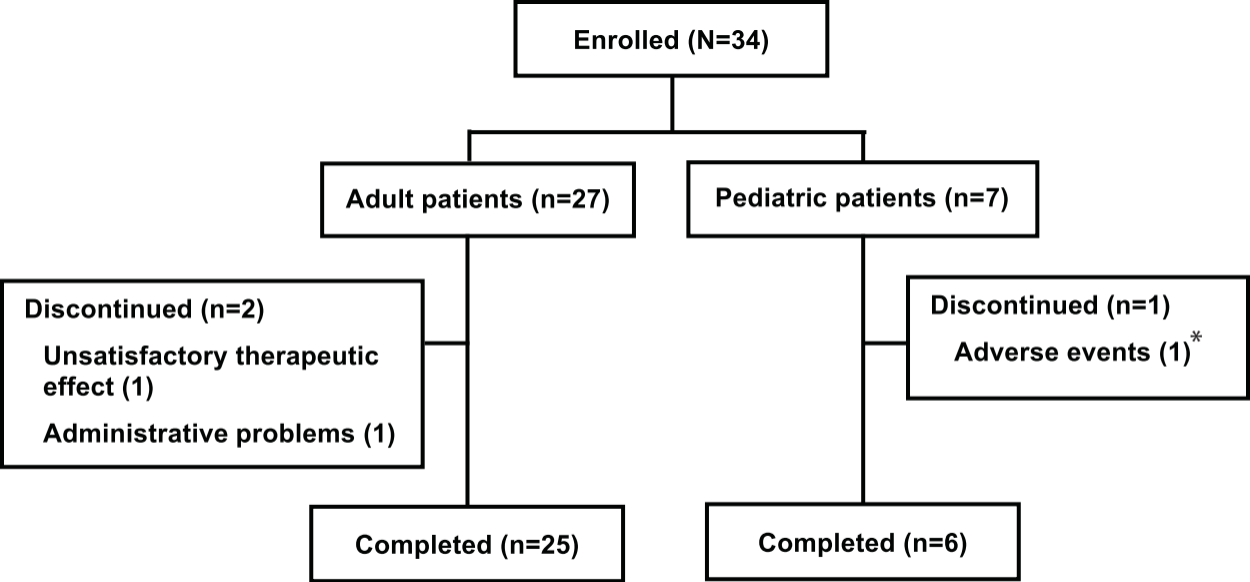 Enrolled (N=34)
Adult patients (n=27)
Pediatric patients (n=7)
Discontinued (n=2)
Unsatisfactory therapeutic
effect (1)
Administrative problems (1)
Discontinued (n=1)
Adverse events (1)*
Completed (n=25)
Completed (n=6)